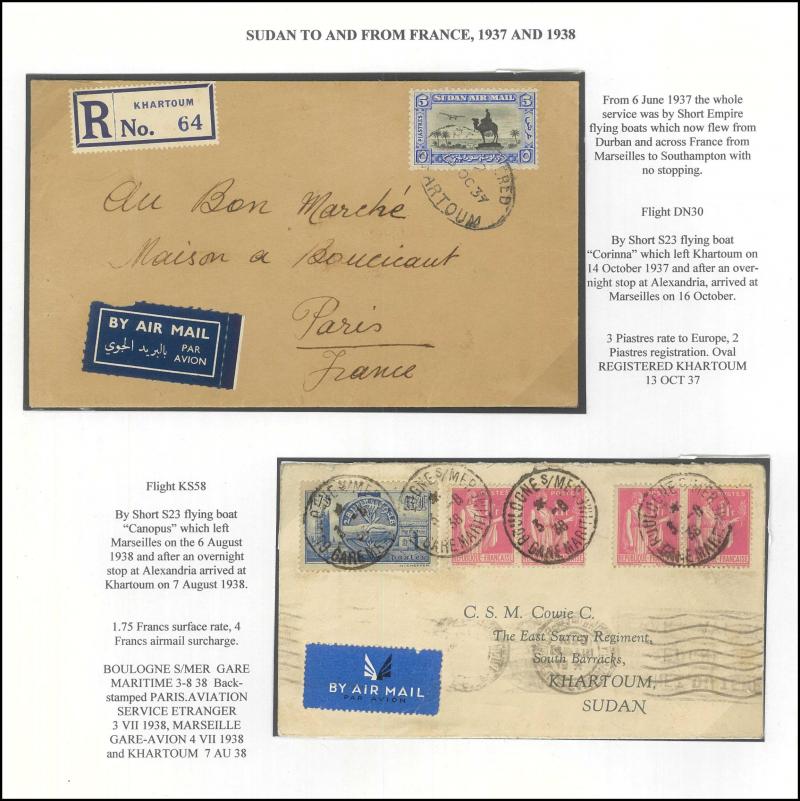 SUDAN TO AND FROM FRANCE, 1937 AND 1938
R
KHARTOUM
No. 64
5 SUDAN AIR MAIL 5
PIASTRES
OC 37
Au Bon Marché
Maison a Boucicaut
Paris
France
BY AIR MAIL
بالبريد الجوي
PAR
AVION
From 6 June 1937 the whole
service was by Short Empire
flying boats which now flew from
Durban and across France from
Marseilles to Southampton with
no stopping.
Flight DN30
By Short S23 flying boat
“Corinna” which left Khartoum on
14 October 1937 and after an over-
night stop at Alexandria, arrived at
Marseilles on 16 October.
3 Piastres rate to Europe, 2
Piastres registration. Oval
REGISTERED KHARTOUM
13 OCT 37
Flight KS58
By Short S23 flying boat
“Canopus” which left
Marseilles on the 6 August
1938 and after an overnight
stop at Alexandria arrived at
Khartoum on 7 August 1938.
1.75 Francs surface rate, 4
Francs airmail surcharge.
BOULOGNE S/MER GARE
MARITIME 3-8 38 Back-
stamped PARIS.AVIATION
SERVICE ETRANGER
3 VII 1938, MARSEILLE
GARE-AVION 4 VII 1938
and KHARTOUM 7 AU 38
POSTES
REPUBLIQUE-FRANÇAISE
C. S. M. Cowie C.
The East Surrey Regiment,
South Barracks,
KHARTOUM,
SUDAN
BY AIR MAIL
PAR AVION